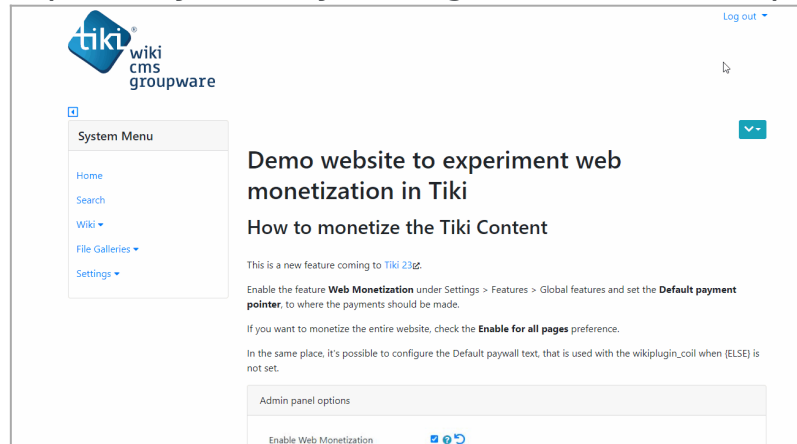 Log out
tiki
wiki
cms
groupware
System Menu
Home
Search
Wiki
File Galleries
Settings
Demo website to experiment web
monetization in Tiki
How to monetize the Tiki Content
This is a new feature coming to Tiki 23.
Enable the feature Web Monetization under Settings > Features > Global features and set the Default payment
pointer, to where the payments should be made.
If you want to monetize the entire website, check the Enable for all pages preference.
In the same place, it's possible to configure the Default paywall text, that is used with the wikiplugin_coil when {ELSE} is
not set.
Admin panel options
Enable Web Monetization